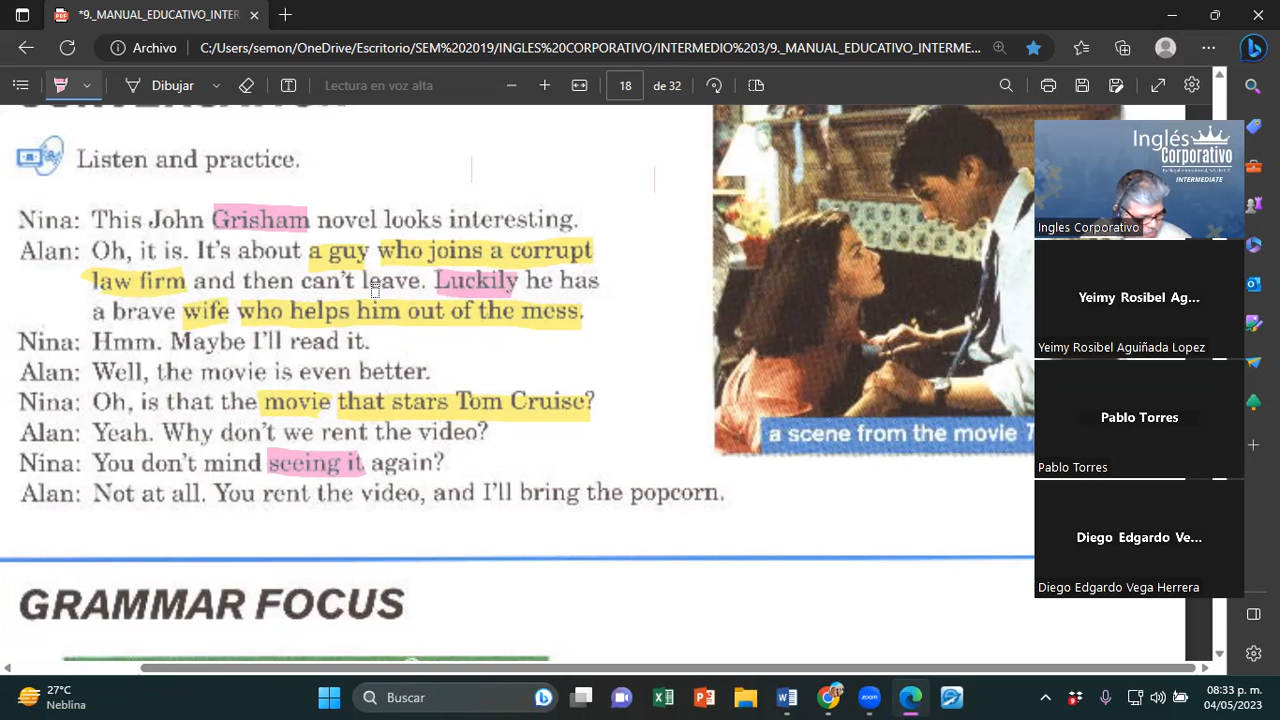 *9._MANUAL_EDUCATIVO_INTER
Archivo
C:/Users/semon/OneDrive/Escritorio/SEM%202019/INGLES%20CORPORATIVO/INTERMEDIO%203/9._MANUAL_EDUCATIVO_INTERME...
Dibujar
Lectura en voz alta
18
de 32
Listen and practice.
Nina: This John Grisham novel looks interesting.
Alan: Oh, it is. It's about a guy who joins a corrupt
law firm and then can't leave. Luckily he has
a brave wife who helps him out of the mess.
Nina: Hmm. Maybe I'll read it.
Alan: Well, the movie is even better.
Nina: Oh, is that the movie that stars Tom Cruise?
Alan: Yeah. Why don't we rent the video?
Nina: You don't mind seeing it again?
Alan: Not at all. You rent the video, and I'll bring the popcorn.
a scene from the movie
GRAMMAR FOCUS
Inglés
Corporativo
INTERMEDIATE
Ingles Corporativo
Yeimy Rosibel Ag...
Yeimy Rosibel Aguiñada Lopez
Pablo Torres
Pablo Torres
Diego Edgardo Ve...
Diego Edgardo Vega Herrera
27°C
Neblina
Buscar
zoom
08:33 p. m.
04/05/2023